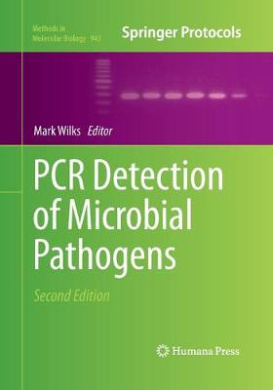 Methods in
Molecular Biology 943
Springer Protocols
Mark Wilks Editor
PCR Detection
of Microbial
Pathogens
Second Edition
Humana Press